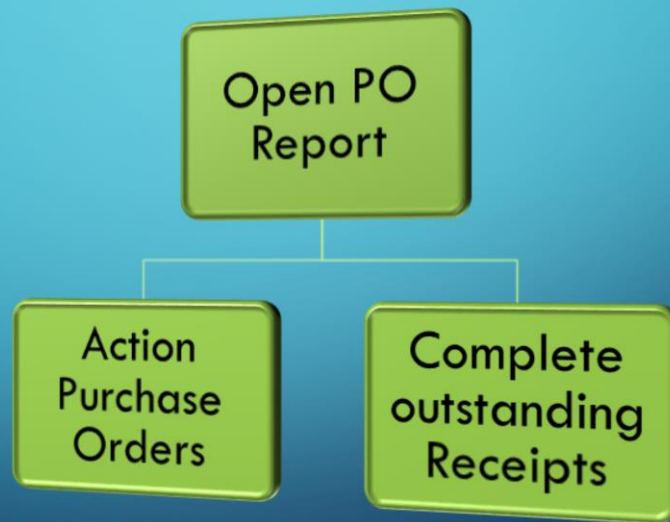 Open PO
Report
Action
Purchase
Orders
Complete
outstanding
Receipts